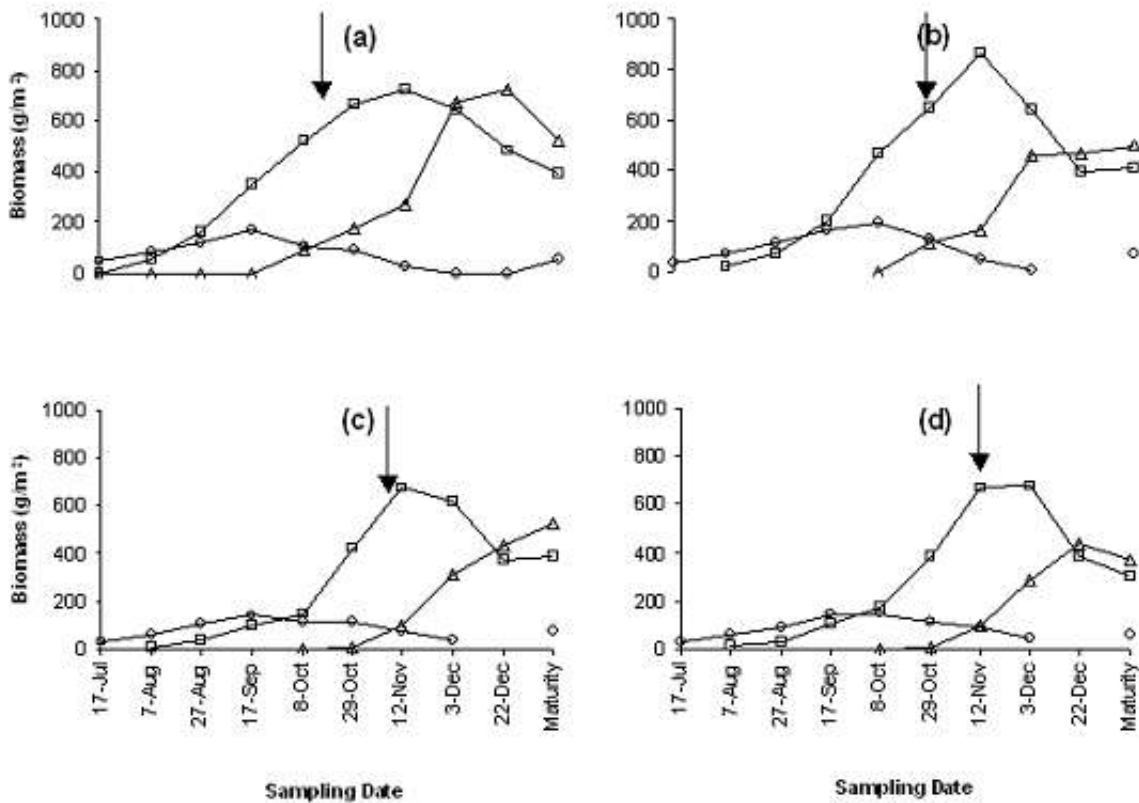 (a)
Biomass (g/m²)
1000
800
600
400
200
0
(b)
1000
800
600
400
200
0
(c)
Biomass (g/m²)
1000
800
600
400
200
0
17-Jul
7-Aug
27-Aug
17-Sep
8-Oct
29-Oct
12-Nov
3-Dec
22-Dec
Maturity
Sampling Date
(d)
1000
800
600
400
200
0
17-Jul
7-Aug
27-Aug
17-Sep
8-Oct
29-Oct
12-Nov
3-Dec
22-Dec
Maturity
Sampling Date